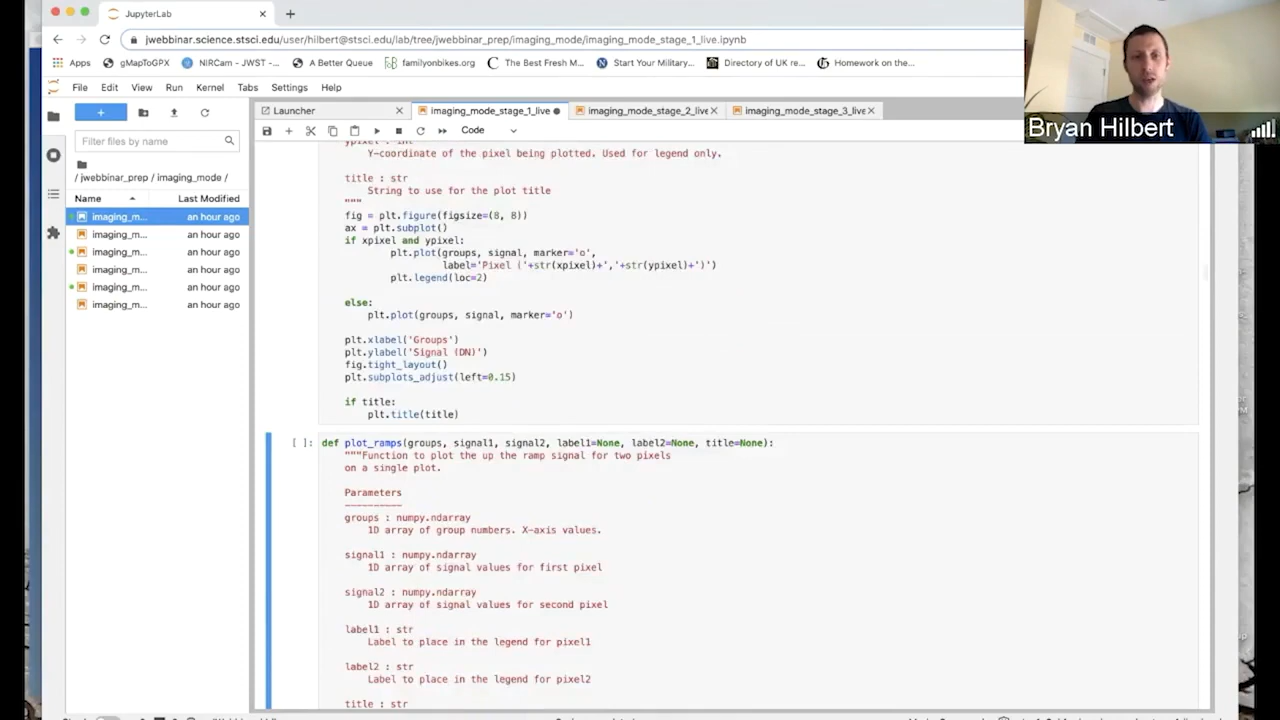 JupyterLab
jwebbinar.science.stsci.edu/user/hilbert@stsci.edu/lab/tree/jwebbinar_prep/imaging_mode/imaging_mode_stage_1_live.ipynb
Apps gMapToGPX NIRCam - JWST -... A Better Queue familyonbikes.org The Best Fresh M... Start Your Military... Directory of UK re... Homework on the...
Bryan Hilbert
File Edit View Run Kernel Tabs Settings Help
Launcher imaging_mode_stage_1_live imaging_mode_stage_2_live imaging_mode_stage_3_live
Code
Filter files by name
/ jwebbinar_prep / imaging_mode /
Name Last Modified
imaging_m... an hour ago
imaging_m... an hour ago
imaging_m... an hour ago
imaging_m... an hour ago
imaging_m... an hour ago
imaging_m... an hour ago
ypixel : int
Y-coordinate of the pixel being plotted. Used for legend only.
title : str
String to use for the plot title
"""
fig = plt.figure(figsize=(8, 8))
ax = plt.subplot()
if xpixel and ypixel:
plt.plot(groups, signal, marker='o',
label='Pixel ('+str(xpixel)+','+str(ypixel)+')')
plt.legend(loc=2)
else:
plt.plot(groups, signal, marker='o')
plt.xlabel('Groups')
plt.ylabel('Signal (DN)')
fig.tight_layout()
plt.subplots_adjust(left=0.15)
if title:
plt.title(title)
[ ]: def plot_ramps(groups, signal1, signal2, label1=None, label2=None, title=None):
"""Function to plot the up the ramp signal for two pixels
on a single plot.
Parameters
----------
groups : numpy.ndarray
1D array of group numbers. X-axis values.
signal1 : numpy.ndarray
1D array of signal values for first pixel
signal2 : numpy.ndarray
1D array of signal values for second pixel
label1 : str
Label to place in the legend for pixel1
label2 : str
Label to place in the legend for pixel2
title : str